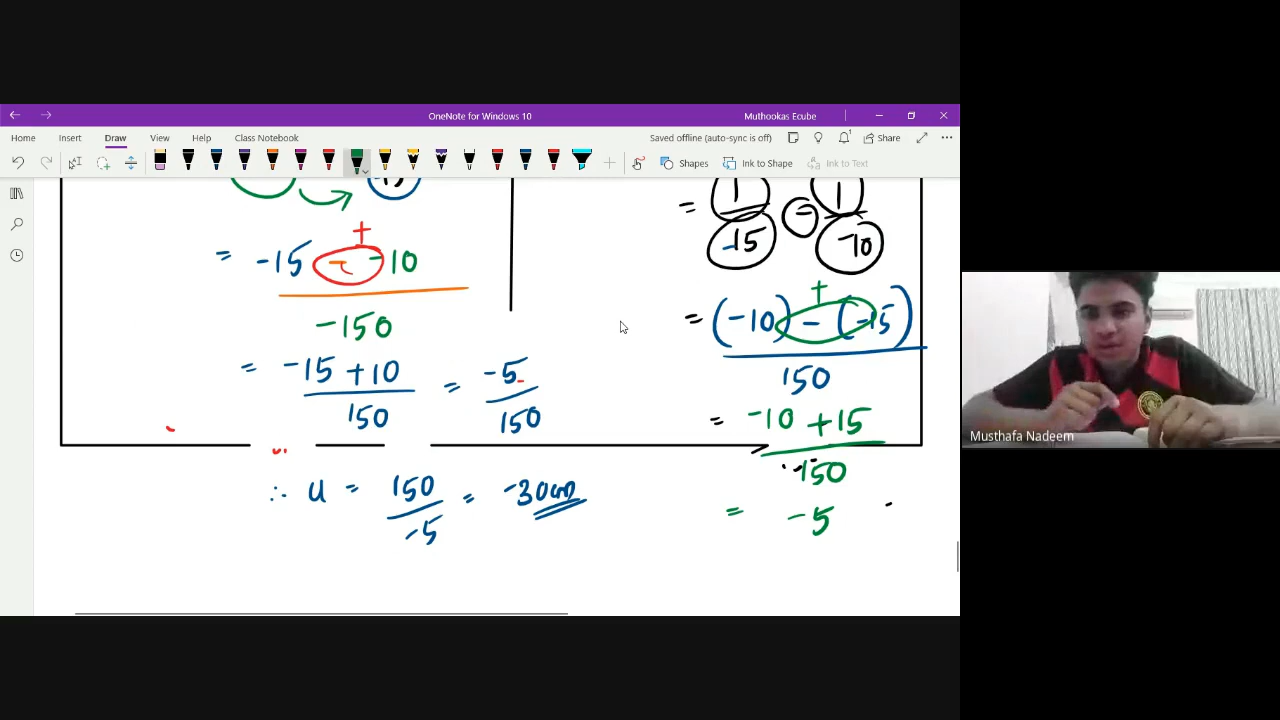 OneNote for Windows 10
Muthookas Ecube
Home Insert Draw View Help Class Notebook
Saved offline (auto-sync is off)
Share
Shapes
Ink to Shape
Ink to Text
+
= -15 - -10
-150
= -15 + 10
150
= -5
150
∴ u = 150
-5
= -30cm
= 1 - 1
-15 -10
+
= (-10) - (-15)
150
= -10 + 15
150
= -5
Musthafa Nadeem